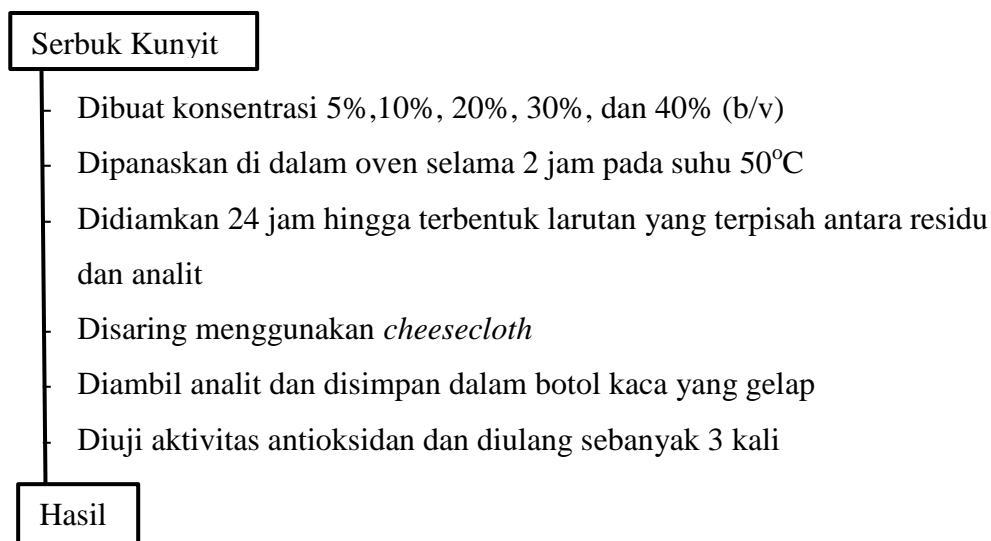 Serbuk Kunyit
- Dibuat konsentrasi 5%,10%, 20%, 30%, dan 40% (b/v)
- Dipanaskan di dalam oven selama 2 jam pada suhu 50°C
- Didiamkan 24 jam hingga terbentuk larutan yang terpisah antara residu
dan analit
- Disaring menggunakan cheesecloth
- Diambil analit dan disimpan dalam botol kaca yang gelap
- Diuji aktivitas antioksidan dan diulang sebanyak 3 kali
Hasil